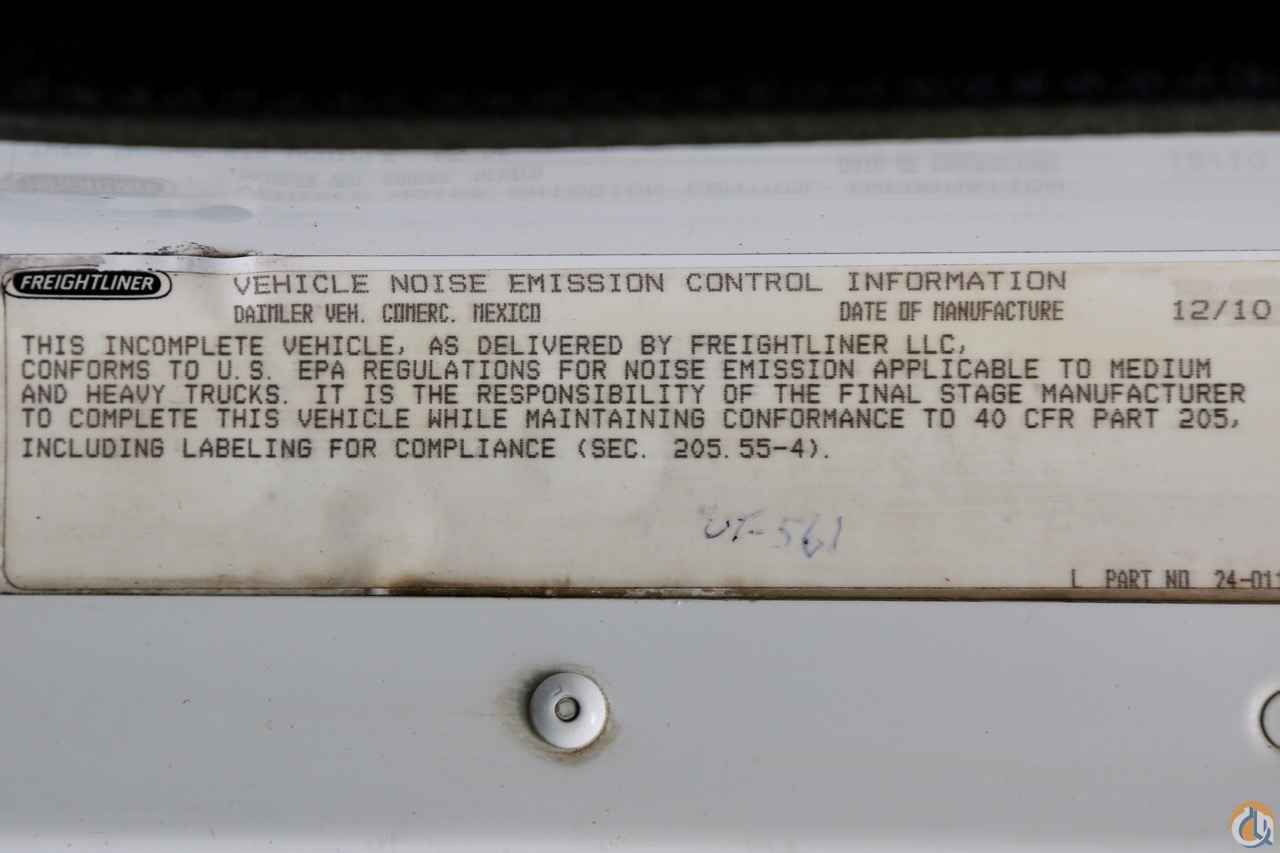 FREIGHTLINER
VEHICLE NOISE EMISSION CONTROL INFORMATION
DAIMLER VEH. COMERC. MEXICO DATE OF MANUFACTURE 12/10
THIS INCOMPLETE VEHICLE, AS DELIVERED BY FREIGHTLINER LLC,
CONFORMS TO U.S. EPA REGULATIONS FOR NOISE EMISSION APPLICABLE TO MEDIUM
AND HEAVY TRUCKS. IT IS THE RESPONSIBILITY OF THE FINAL STAGE MANUFACTURER
TO COMPLETE THIS VEHICLE WHILE MAINTAINING CONFORMANCE TO 40 CFR PART 205,
INCLUDING LABELING FOR COMPLIANCE (SEC. 205.55-4).
UT-561
L PART NO 24-011